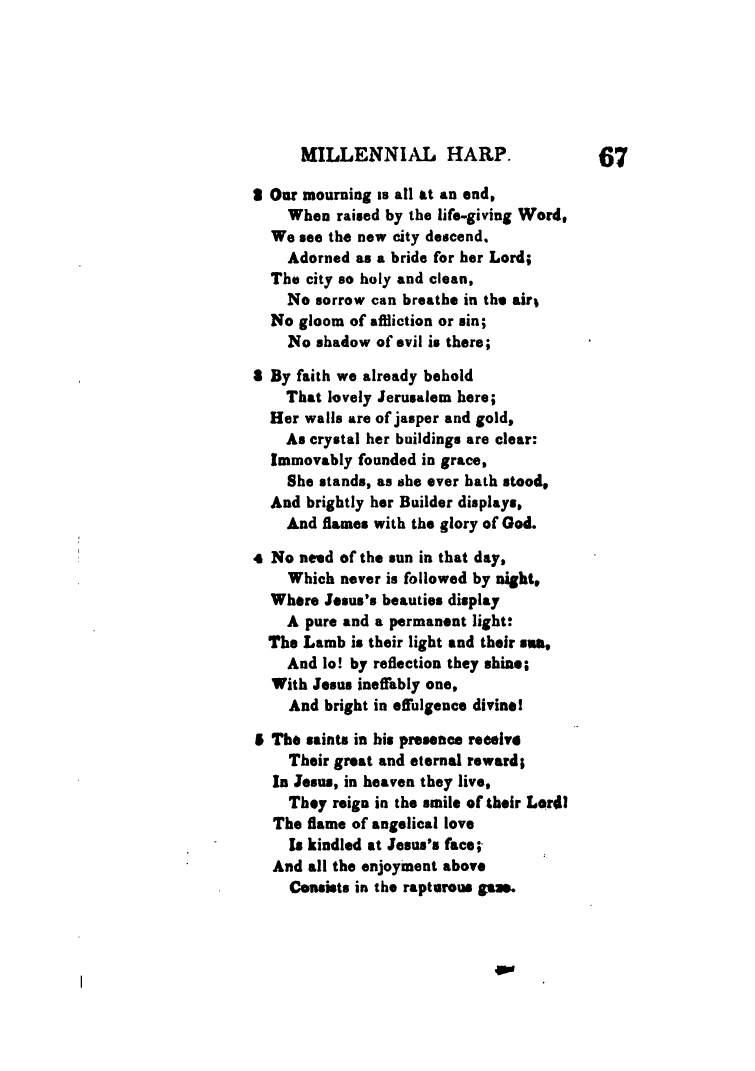 MILLENNIAL HARP. 67
2 Our mourning is all at an end,
When raised by the life-giving Word,
We see the new city descend,
Adorned as a bride for her Lord;
The city so holy and clean,
No sorrow can breathe in the air;
No gloom of affliction or sin;
No shadow of evil is there;
3 By faith we already behold
That lovely Jerusalem here;
Her walls are of jasper and gold,
As crystal her buildings are clear:
Immovably founded in grace,
She stands, as she ever hath stood,
And brightly her Builder displays,
And flames with the glory of God.
4 No need of the sun in that day,
Which never is followed by night,
Where Jesus's beauties display
A pure and a permanent light:
The Lamb is their light and their sun,
And lo! by reflection they shine;
With Jesus ineffably one,
And bright in effulgence divine!
5 The saints in his presence receive
Their great and eternal reward;
In Jesus, in heaven they live,
They reign in the smile of their Lord!
The flame of angelical love
Is kindled at Jesus's face;
And all the enjoyment above
Consists in the rapturous gaze.